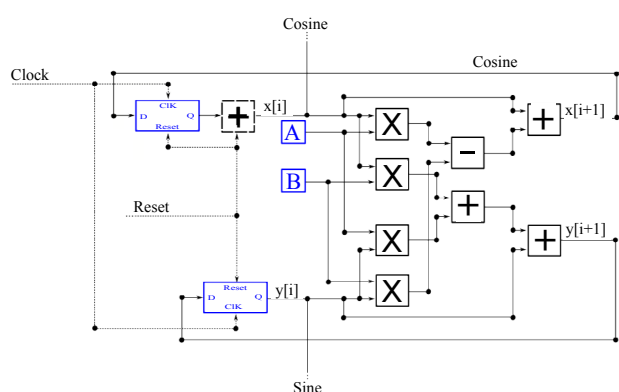 Cosine
Cosine
Clock
ClK
D
Q
Reset
+
x[i]
A
X
+
x[i+1]
-
B
X
+
Reset
X
+
y[i+1]
Reset
D
Q
ClK
y[i]
X
Sine